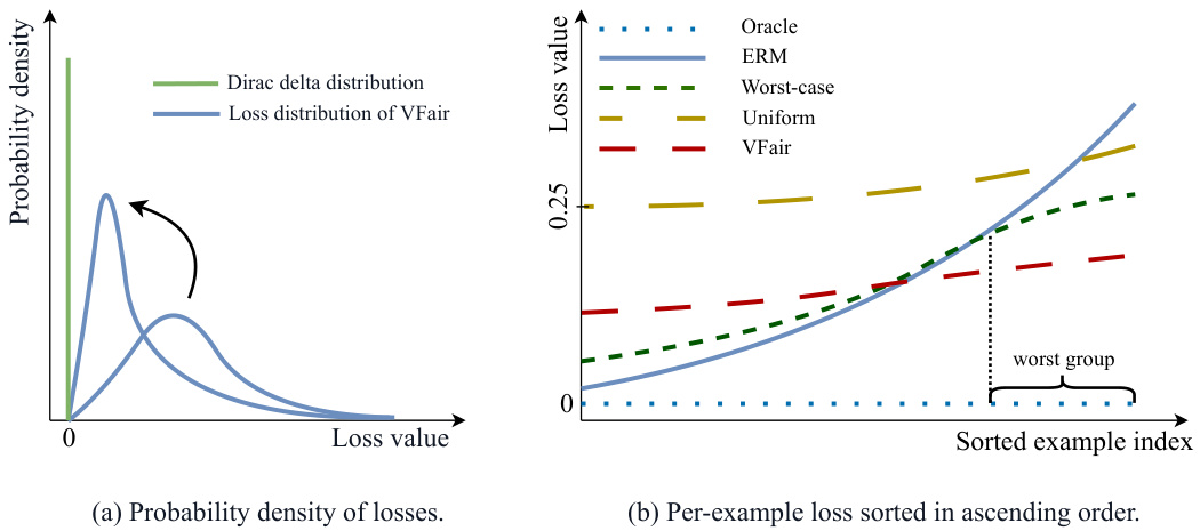 Probability density
Dirac delta distribution
Loss distribution of VFair
0
Loss value
(a) Probability density of losses.
Loss value
0.25
0
Oracle
ERM
Worst-case
Uniform
VFair
worst group
Sorted example index
(b) Per-example loss sorted in ascending order.